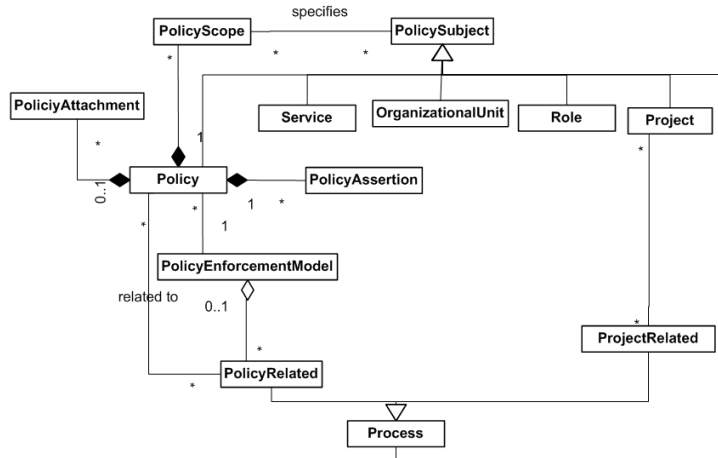 specifies
PolicyScope
PolicySubject
*
*
*
PoliciyAttachment
Service
OrganizationalUnit
Role
Project
*
1
*
Policy
PolicyAssertion
0..1
1
*
*
*
1
PolicyEnforcementModel
related to
0..1
*
ProjectRelated
*
PolicyRelated
*
Process